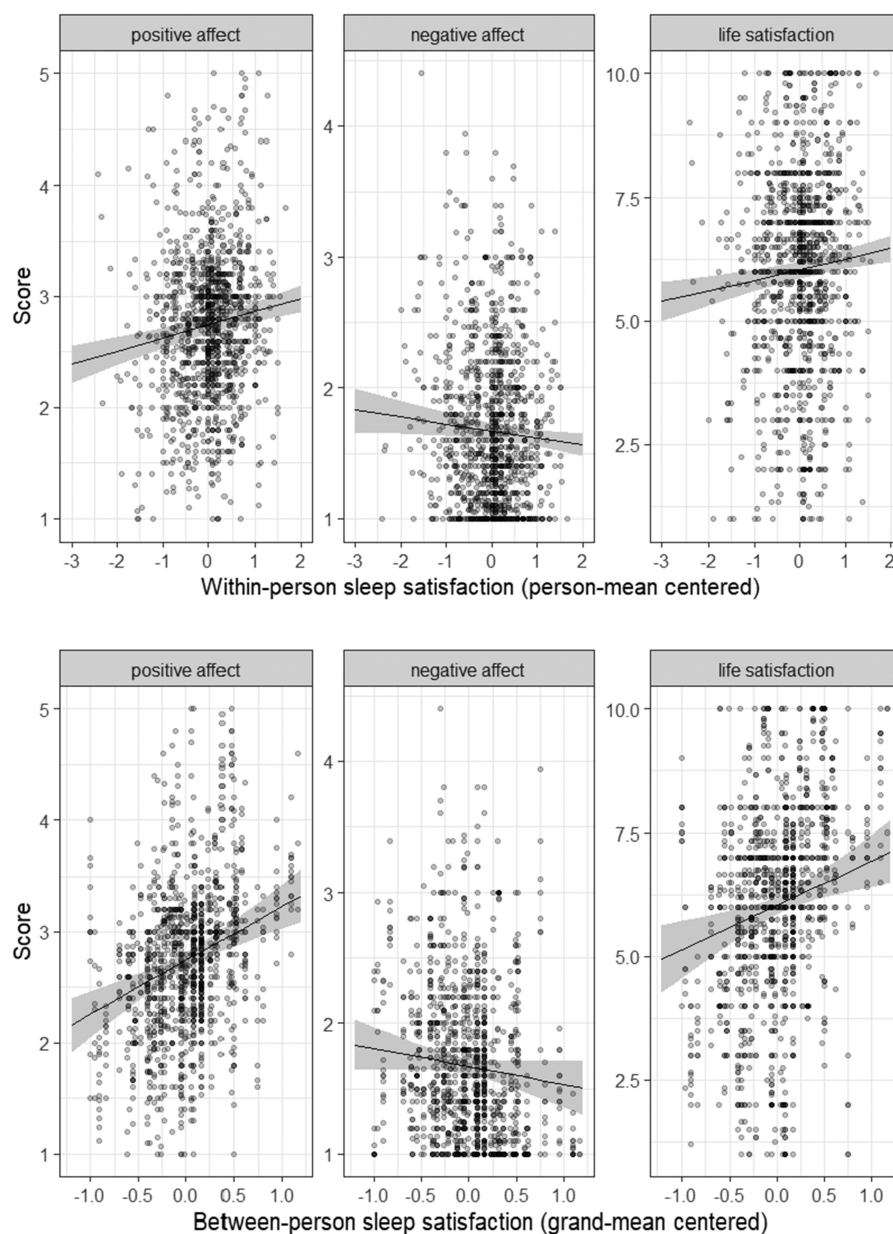 positive affect negative affect life satisfaction
5 4 3 2 1
4 3 2 1
10.0 7.5 5.0 2.5
Score
-3 -2 -1 0 1 2 -3 -2 -1 0 1 2 -3 -2 -1 0 1 2
Within-person sleep satisfaction (person-mean centered)
positive affect negative affect life satisfaction
5 4 3 2 1
4 3 2 1
10.0 7.5 5.0 2.5
Score
-1.0 -0.5 0.0 0.5 1.0 -1.0 -0.5 0.0 0.5 1.0 -1.0 -0.5 0.0 0.5 1.0
Between-person sleep satisfaction (grand-mean centered)